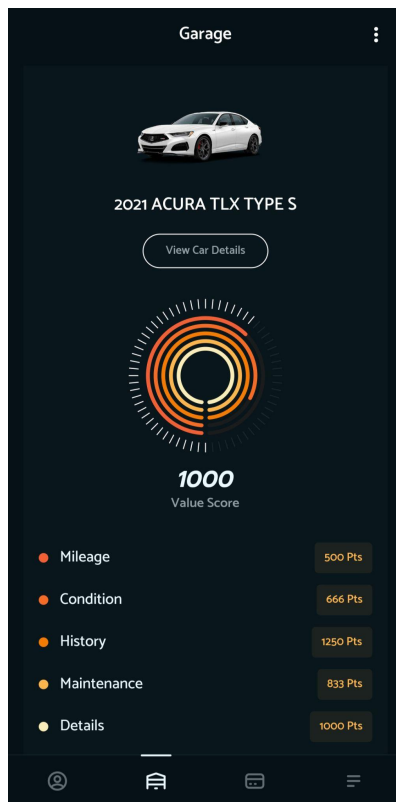 Garage
2021 ACURA TLX TYPE S
View Car Details
1000
Value Score
Mileage 500 Pts
Condition 666 Pts
History 1250 Pts
Maintenance 833 Pts
Details 1000 Pts